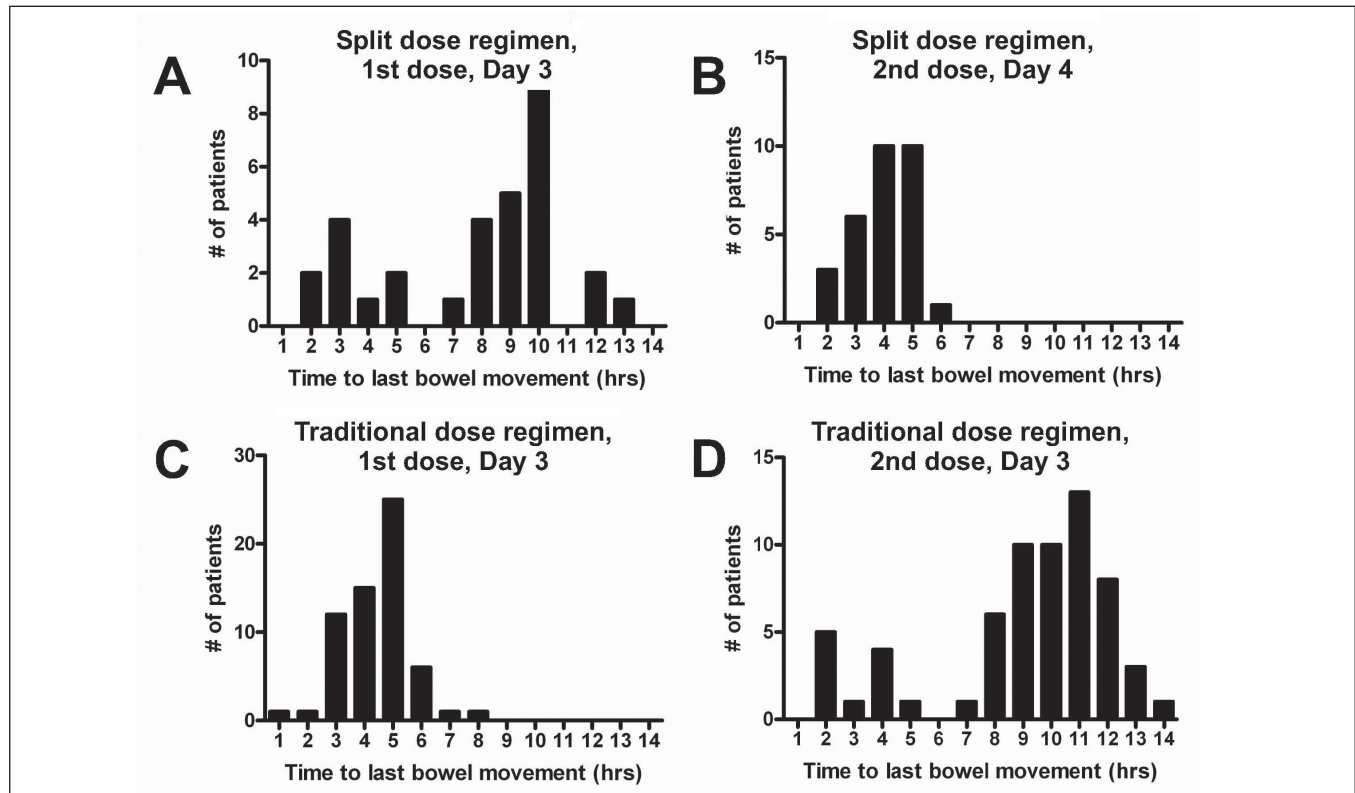 A
Split dose regimen,
1st dose, Day 3
10
8
6
4
2
0
# of patients
1 2 3 4 5 6 7 8 9 10 11 12 13 14
Time to last bowel movement (hrs)
B
Split dose regimen,
2nd dose, Day 4
15
10
5
0
# of patients
1 2 3 4 5 6 7 8 9 10 11 12 13 14
Time to last bowel movement (hrs)
C
Traditional dose regimen,
1st dose, Day 3
30
20
10
0
# of patients
1 2 3 4 5 6 7 8 9 10 11 12 13 14
Time to last bowel movement (hrs)
D
Traditional dose regimen,
2nd dose, Day 3
15
10
5
0
# of patients
1 2 3 4 5 6 7 8 9 10 11 12 13 14
Time to last bowel movement (hrs)